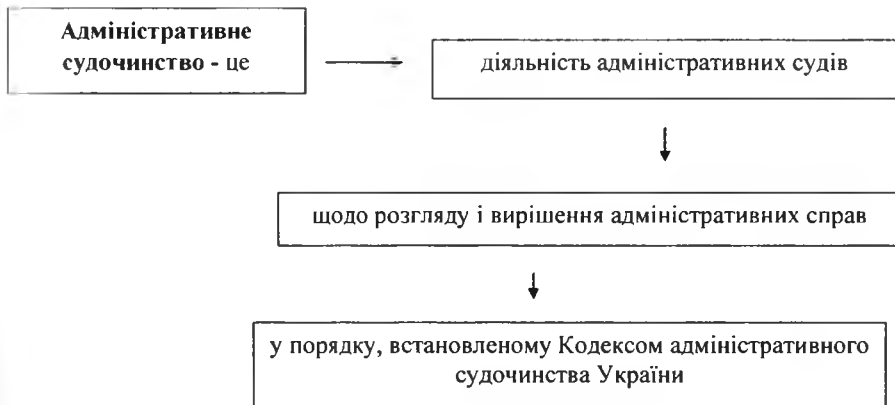 Адміністративне
судочинство - це
діяльність адміністративних судів
щодо розгляду і вирішення адміністративних справ
у порядку, встановленому Кодексом адміністративного
судочинства України